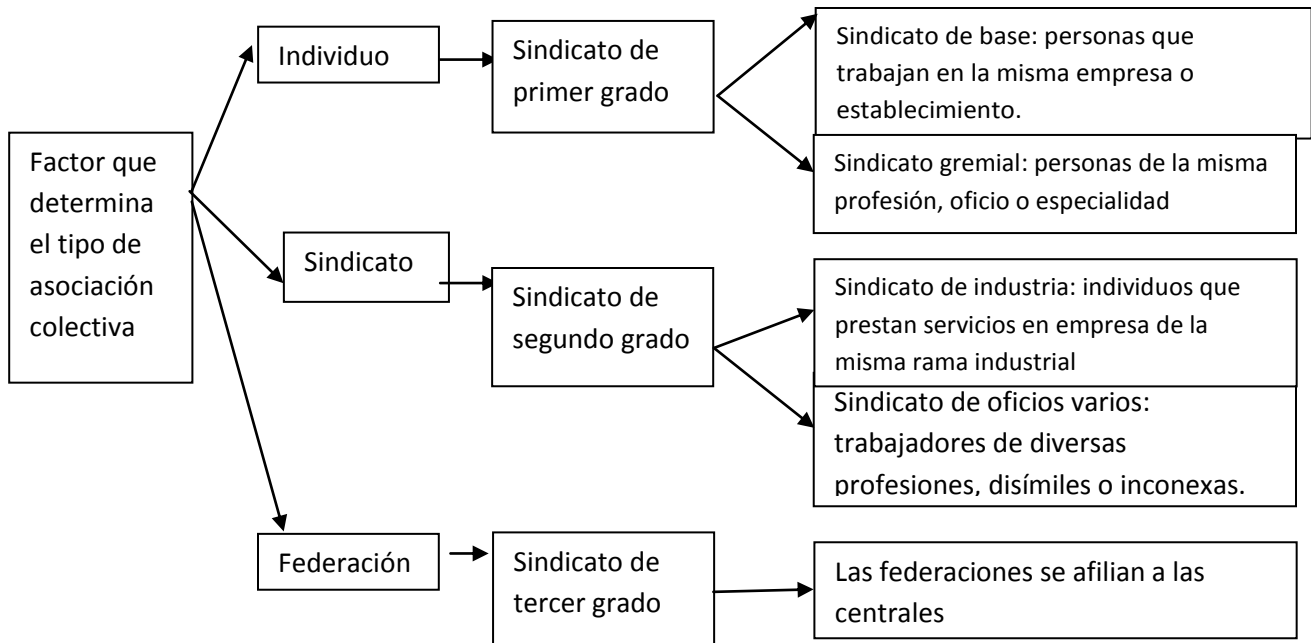 Factor que
determina
el tipo de
asociación
colectiva
Individuo
Sindicato de
primer grado
Sindicato de base: personas que
trabajan en la misma empresa o
establecimiento.
Sindicato gremial: personas de la misma
profesión, oficio o especialidad
Sindicato
Sindicato de
segundo grado
Sindicato de industria: individuos que
prestan servicios en empresa de la
misma rama industrial
Sindicato de oficios varios:
trabajadores de diversas
profesiones, disímiles o inconexas.
Federación
Sindicato de
tercer grado
Las federaciones se afilian a las
centrales